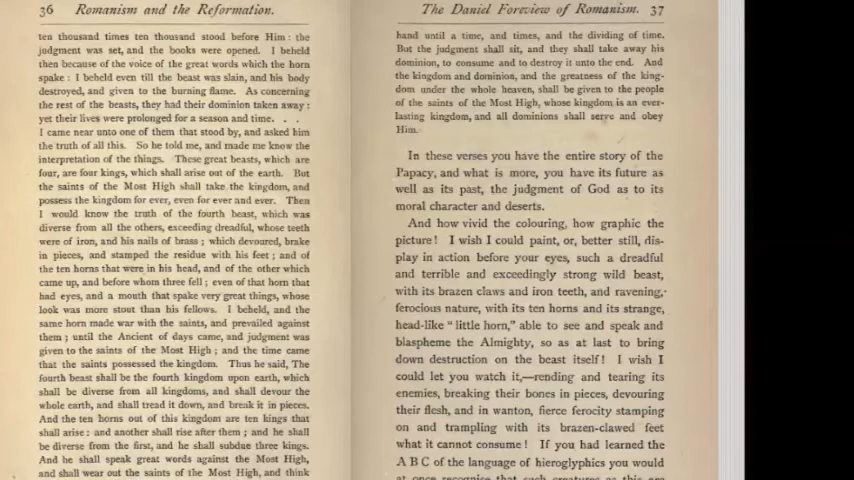 36 Romanism and the Reformation.
ten thousand times ten thousand stood before Him : the
judgment was set, and the books were opened. I beheld
then because of the voice of the great words which the horn
spake : I beheld even till the beast was slain, and his body
destroyed, and given to the burning flame. As concerning
the rest of the beasts, they had their dominion taken away :
yet their lives were prolonged for a season and time. . .
I came near unto one of them that stood by, and asked him
the truth of all this. So he told me, and made me know the
interpretation of the things. These great beasts, which are
four, are four kings, which shall arise out of the earth. But
the saints of the Most High shall take the kingdom, and
possess the kingdom for ever, even for ever and ever. Then
I would know the truth of the fourth beast, which was
diverse from all the others, exceeding dreadful, whose teeth
were of iron, and his nails of brass ; which devoured, brake
in pieces, and stamped the residue with his feet ; and of
the ten horns that were in his head, and of the other which
came up, and before whom three fell ; even of that horn that
had eyes, and a mouth that spake very great things, whose
look was more stout than his fellows. I beheld, and the
same horn made war with the saints, and prevailed against
them ; until the Ancient of days came, and judgment was
given to the saints of the Most High ; and the time came
that the saints possessed the kingdom. Thus he said, The
fourth beast shall be the fourth kingdom upon earth, which
shall be diverse from all kingdoms, and shall devour the
whole earth, and shall tread it down, and break it in pieces.
And the ten horns out of this kingdom are ten kings that
shall arise : and another shall rise after them ; and he shall
be diverse from the first, and he shall subdue three kings.
And he shall speak great words against the Most High,
and shall wear out the saints of the Most High, and think
The Daniel Foreview of Romanism. 37
hand until a time, and times, and the dividing of time.
But the judgment shall sit, and they shall take away his
dominion, to consume and to destroy it unto the end. And
the kingdom and dominion, and the greatness of the king-
dom under the whole heaven, shall be given to the people
of the saints of the Most High, whose kingdom is an ever-
lasting kingdom, and all dominions shall serve and obey
Him.
In these verses you have the entire story of the
Papacy, and what is more, you have its future as
well as its past, the judgment of God as to its
moral character and deserts.
And how vivid the colouring, how graphic the
picture ! I wish I could paint, or, better still, dis-
play in action before your eyes, such a dreadful
and terrible and exceedingly strong wild beast,
with its brazen claws and iron teeth, and ravening,
ferocious nature, with its ten horns and its strange,
head-like “ little horn,” able to see and speak and
blaspheme the Almighty, so as at last to bring
down destruction on the beast itself ! I wish I
could let you watch it,—rending and tearing its
enemies, breaking their bones in pieces, devouring
their flesh, and in wanton, fierce ferocity stamping
on and trampling with its brazen-clawed feet
what it cannot consume ! If you had learned the
A B C of the language of hieroglyphics you would
at once recognise that such creatures as this are